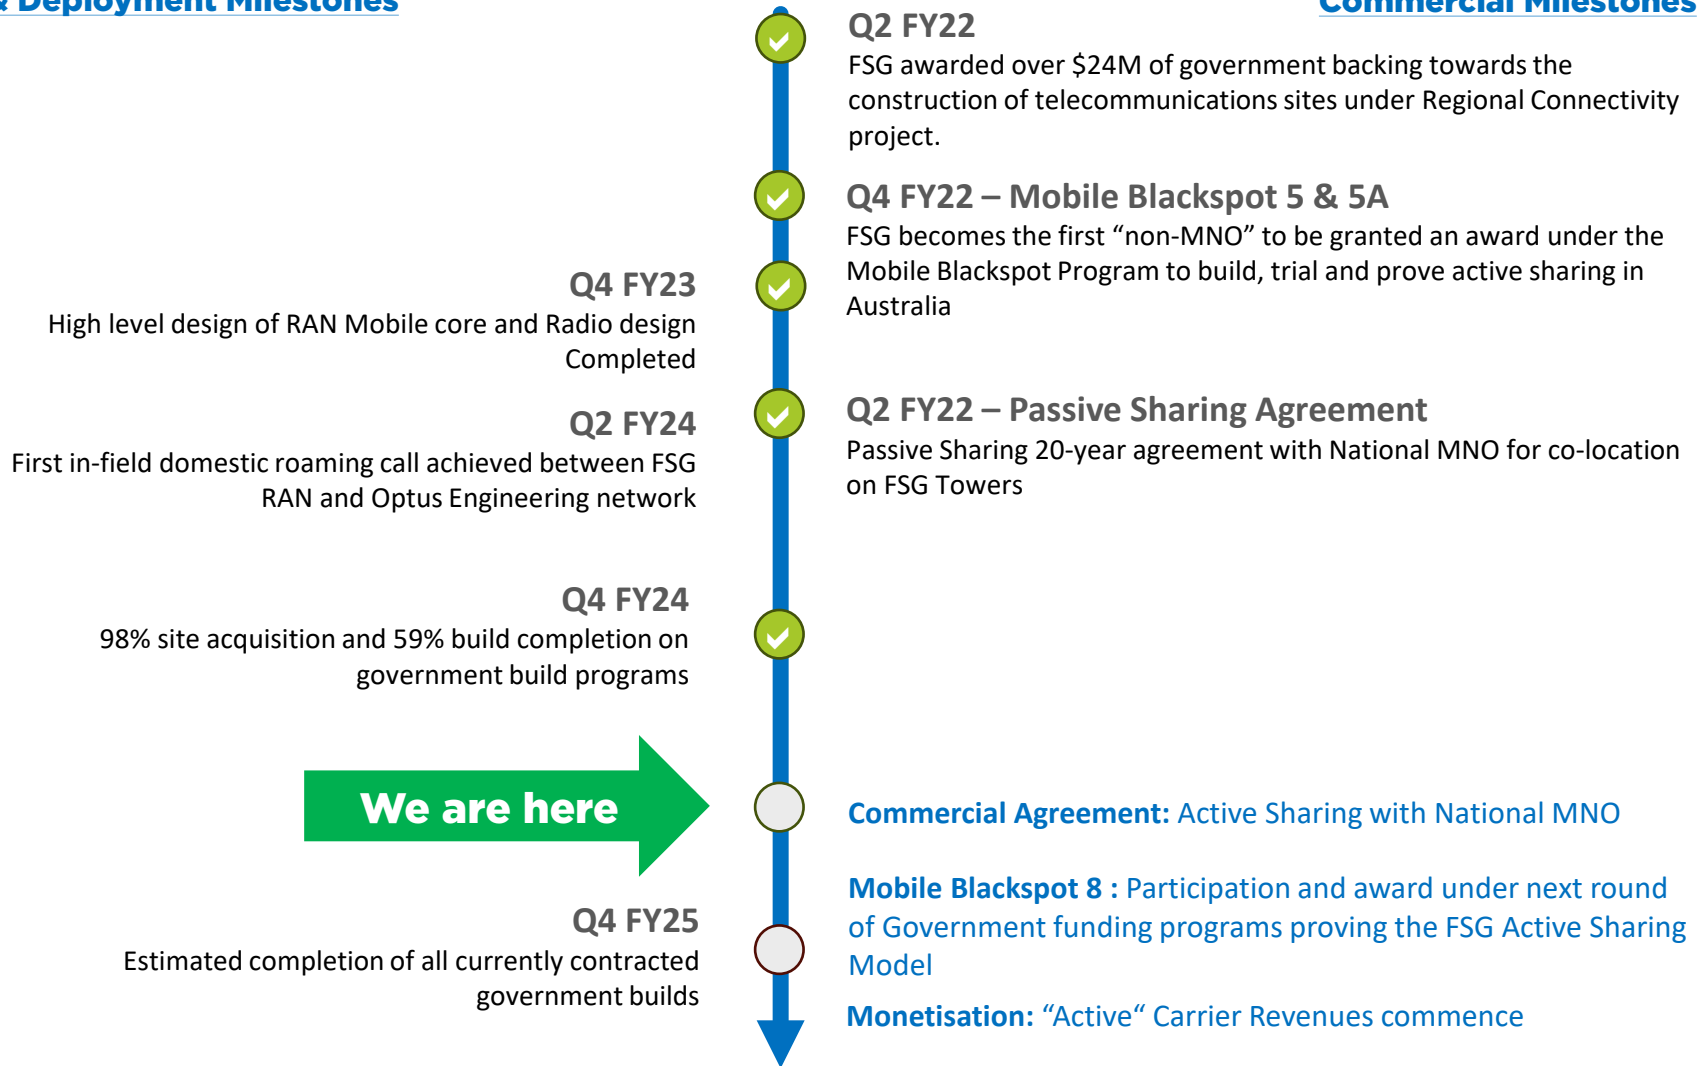 & Deployment Milestones
Commercial Milestones
Q2 FY22
FSG awarded over $24M of government backing towards the
construction of telecommunications sites under Regional Connectivity
project.
Q4 FY22 – Mobile Blackspot 5 & 5A
FSG becomes the first “non-MNO” to be granted an award under the
Mobile Blackspot Program to build, trial and prove active sharing in
Australia
Q4 FY23
High level design of RAN Mobile core and Radio design
Completed
Q2 FY22 – Passive Sharing Agreement
Passive Sharing 20-year agreement with National MNO for co-location
on FSG Towers
Q2 FY24
First in-field domestic roaming call achieved between FSG
RAN and Optus Engineering network
Q4 FY24
98% site acquisition and 59% build completion on
government build programs
We are here
Commercial Agreement: Active Sharing with National MNO
Mobile Blackspot 8 : Participation and award under next round
of Government funding programs proving the FSG Active Sharing
Model
Q4 FY25
Estimated completion of all currently contracted
government builds
Monetisation: “Active“ Carrier Revenues commence